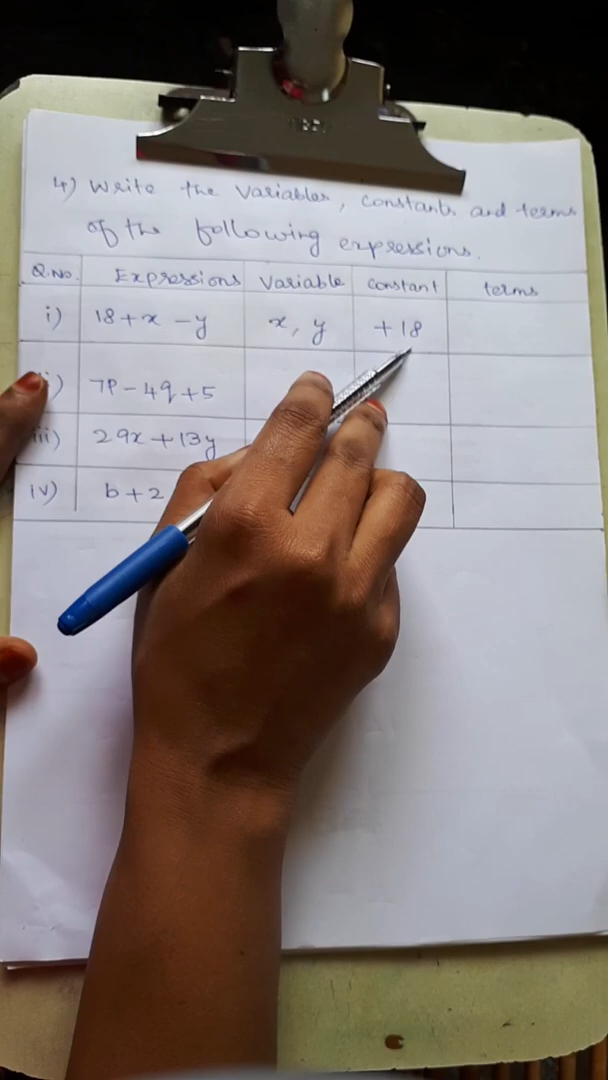 4) Write the Variables, constants and terms
of the following expressions.
Q.No. Expressions Variable constant terms
i) 18+x-y x, y +18
ii) 7p-4q+5
iii) 29x+13y
iv) b+2